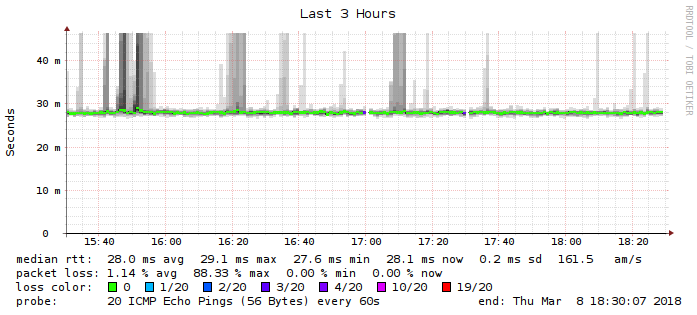 Last 3 Hours
RRDTOOL / TOBI OETIKER
Seconds
40 m
30 m
20 m
10 m
0
15:40 16:00 16:20 16:40 17:00 17:20 17:40 18:00 18:20
median rtt: 28.0 ms avg 29.1 ms max 27.6 ms min 28.1 ms now 0.2 ms sd 161.5 am/s
packet loss: 1.14 % avg 88.33 % max 0.00 % min 0.00 % now
loss color: 0 1/20 2/20 3/20 4/20 10/20 19/20
probe: 20 ICMP Echo Pings (56 Bytes) every 60s end: Thu Mar 8 18:30:07 2018